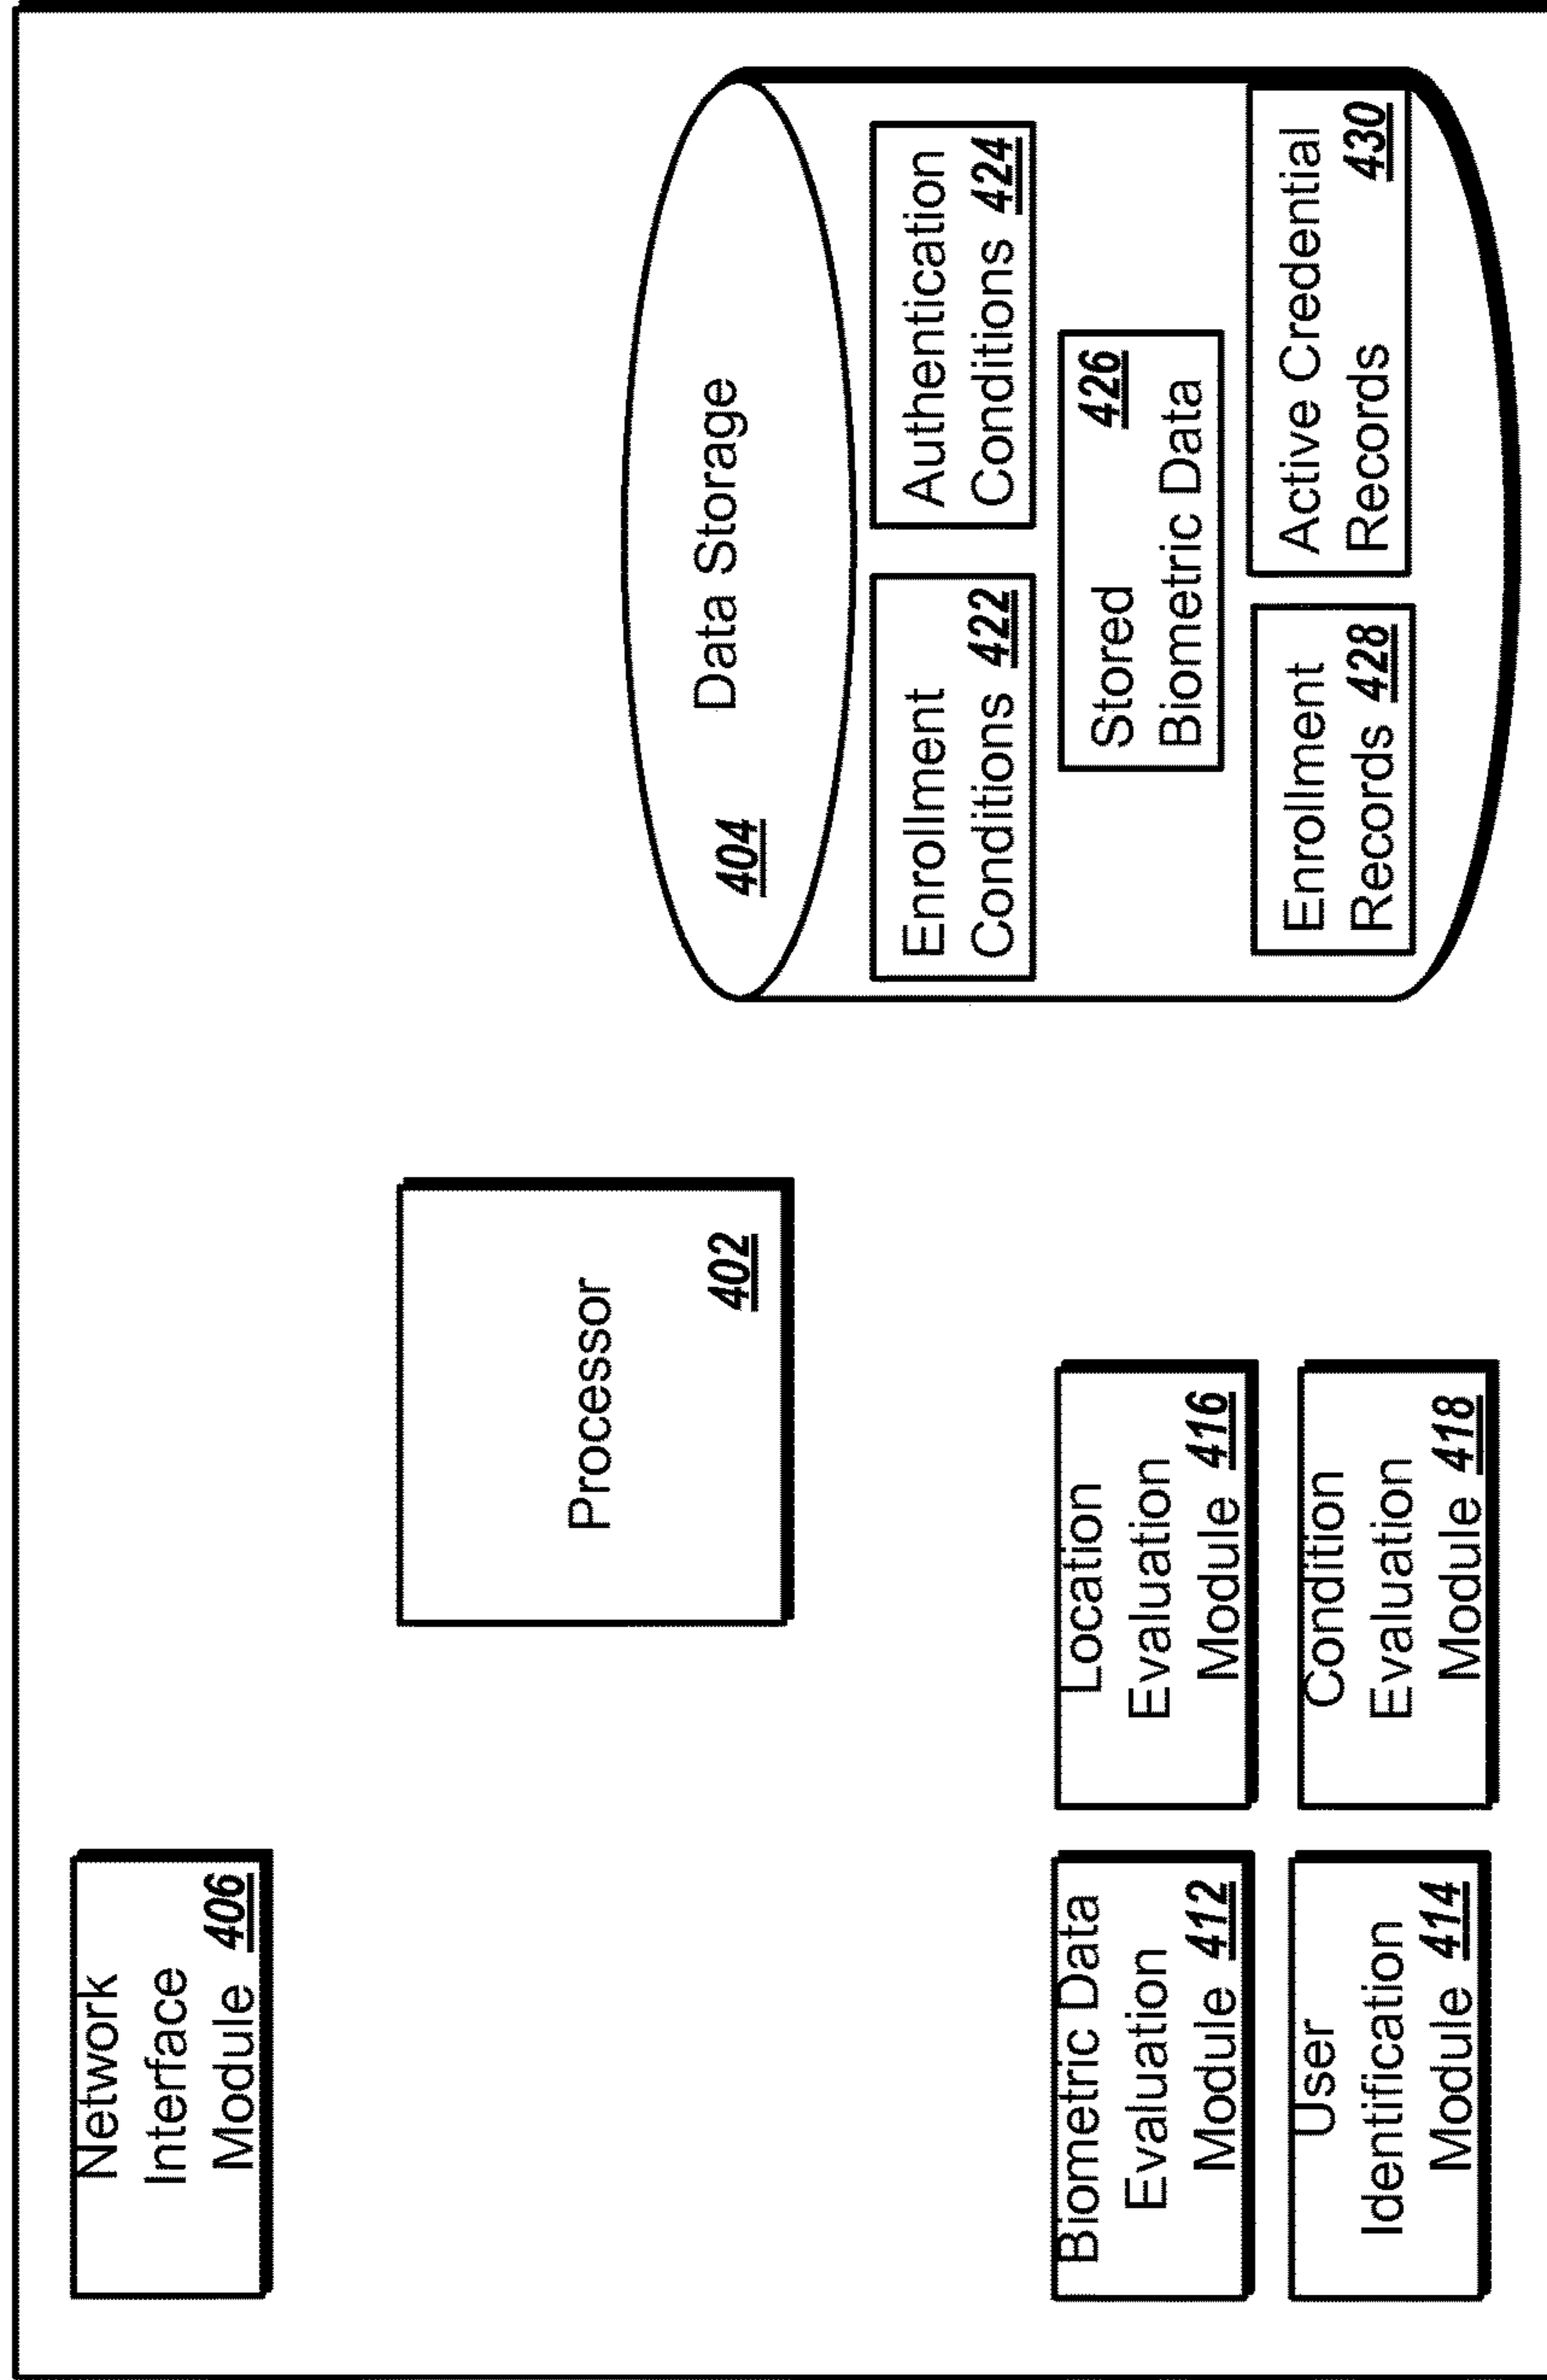 Network
Interface
Module 406
Processor
402
Data Storage
404
Enrollment
Conditions 422
Authentication
Conditions 424
Stored 426
Biometric Data
Enrollment
Records 428
Active Credential
Records 430
Biometric Data
Evaluation
Module 412
Location
Evaluation
Module 416
User
Identification
Module 414
Condition
Evaluation
Module 418